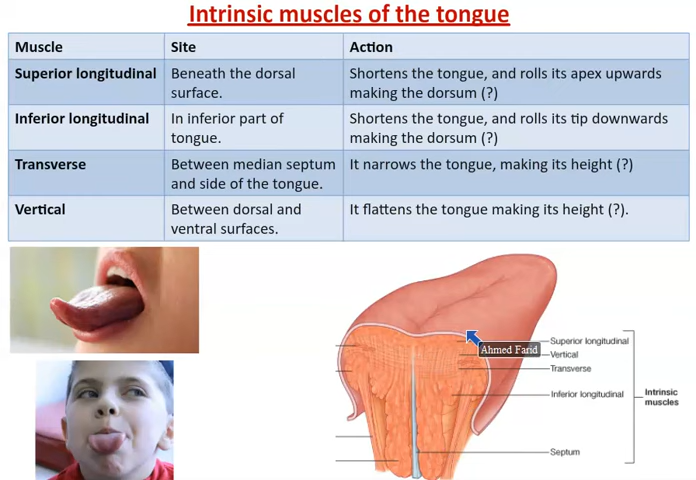 Intrinsic muscles of the tongue
Muscle Site Action
Superior longitudinal Beneath the dorsal surface. Shortens the tongue, and rolls its apex upwards making the dorsum (?)
Inferior longitudinal In inferior part of tongue. Shortens the tongue, and rolls its tip downwards making the dorsum (?)
Transverse Between median septum and side of the tongue. It narrows the tongue, making its height (?)
Vertical Between dorsal and ventral surfaces. It flattens the tongue making its height (?).
Ahmed Farid
Superior longitudinal
Vertical
Transverse
Inferior longitudinal
Intrinsic
muscles
Septum